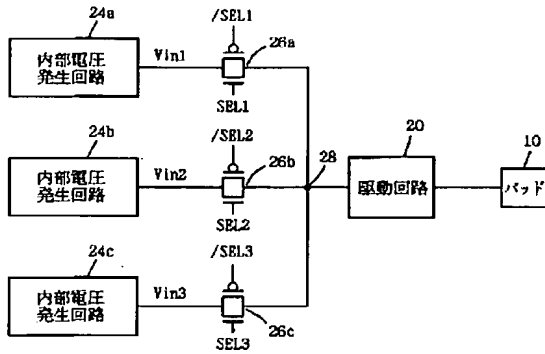 24a
内部電圧
発生回路
Vin1
/SEL1
26a
SEL1
24b
内部電圧
発生回路
Vin2
/SEL2
26b
SEL2
28
20
駆動回路
10
パッド
24c
内部電圧
発生回路
Vin3
/SEL3
26c
SEL3